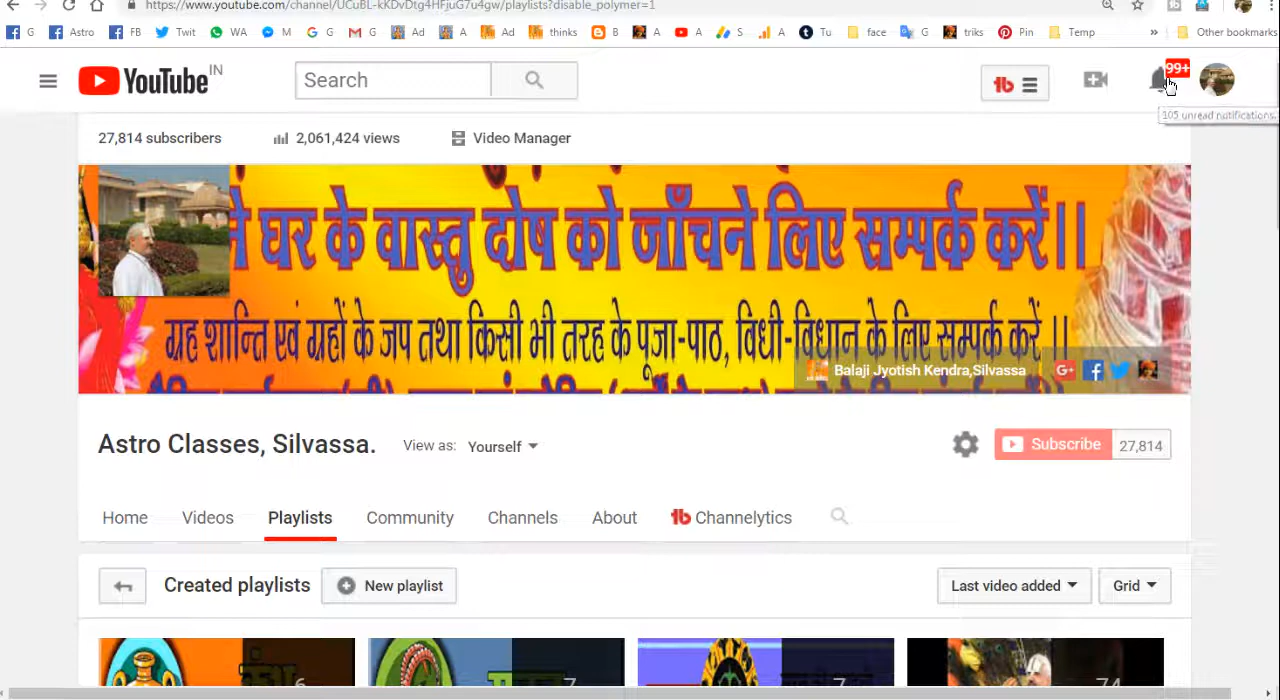 https://www.youtube.com/channel/UCuBL-kKDvDtg4HFjuG7u4gw/playlists?disable_polymer=1
G Astro FB Twit WA M G G Ad A Ad thinks B A A S A Tu face G triks Pin Temp » Other bookmarks
YouTube IN Search 99+
105 unread notifications.
27,814 subscribers 2,061,424 views Video Manager
घर के वास्तु दोष को जाँचने लिए सम्पर्क करें।।
ग्रह शान्ति एवं ग्रहों के जप तथा किसी भी तरह के पूजा-पाठ, विधी-विधान के लिए सम्पर्क करें ।।
Balaji Jyotish Kendra,Silvassa G+
Astro Classes, Silvassa. View as: Yourself Subscribe 27,814
Home Videos Playlists Community Channels About Channelytics
Created playlists New playlist Last video added Grid
74